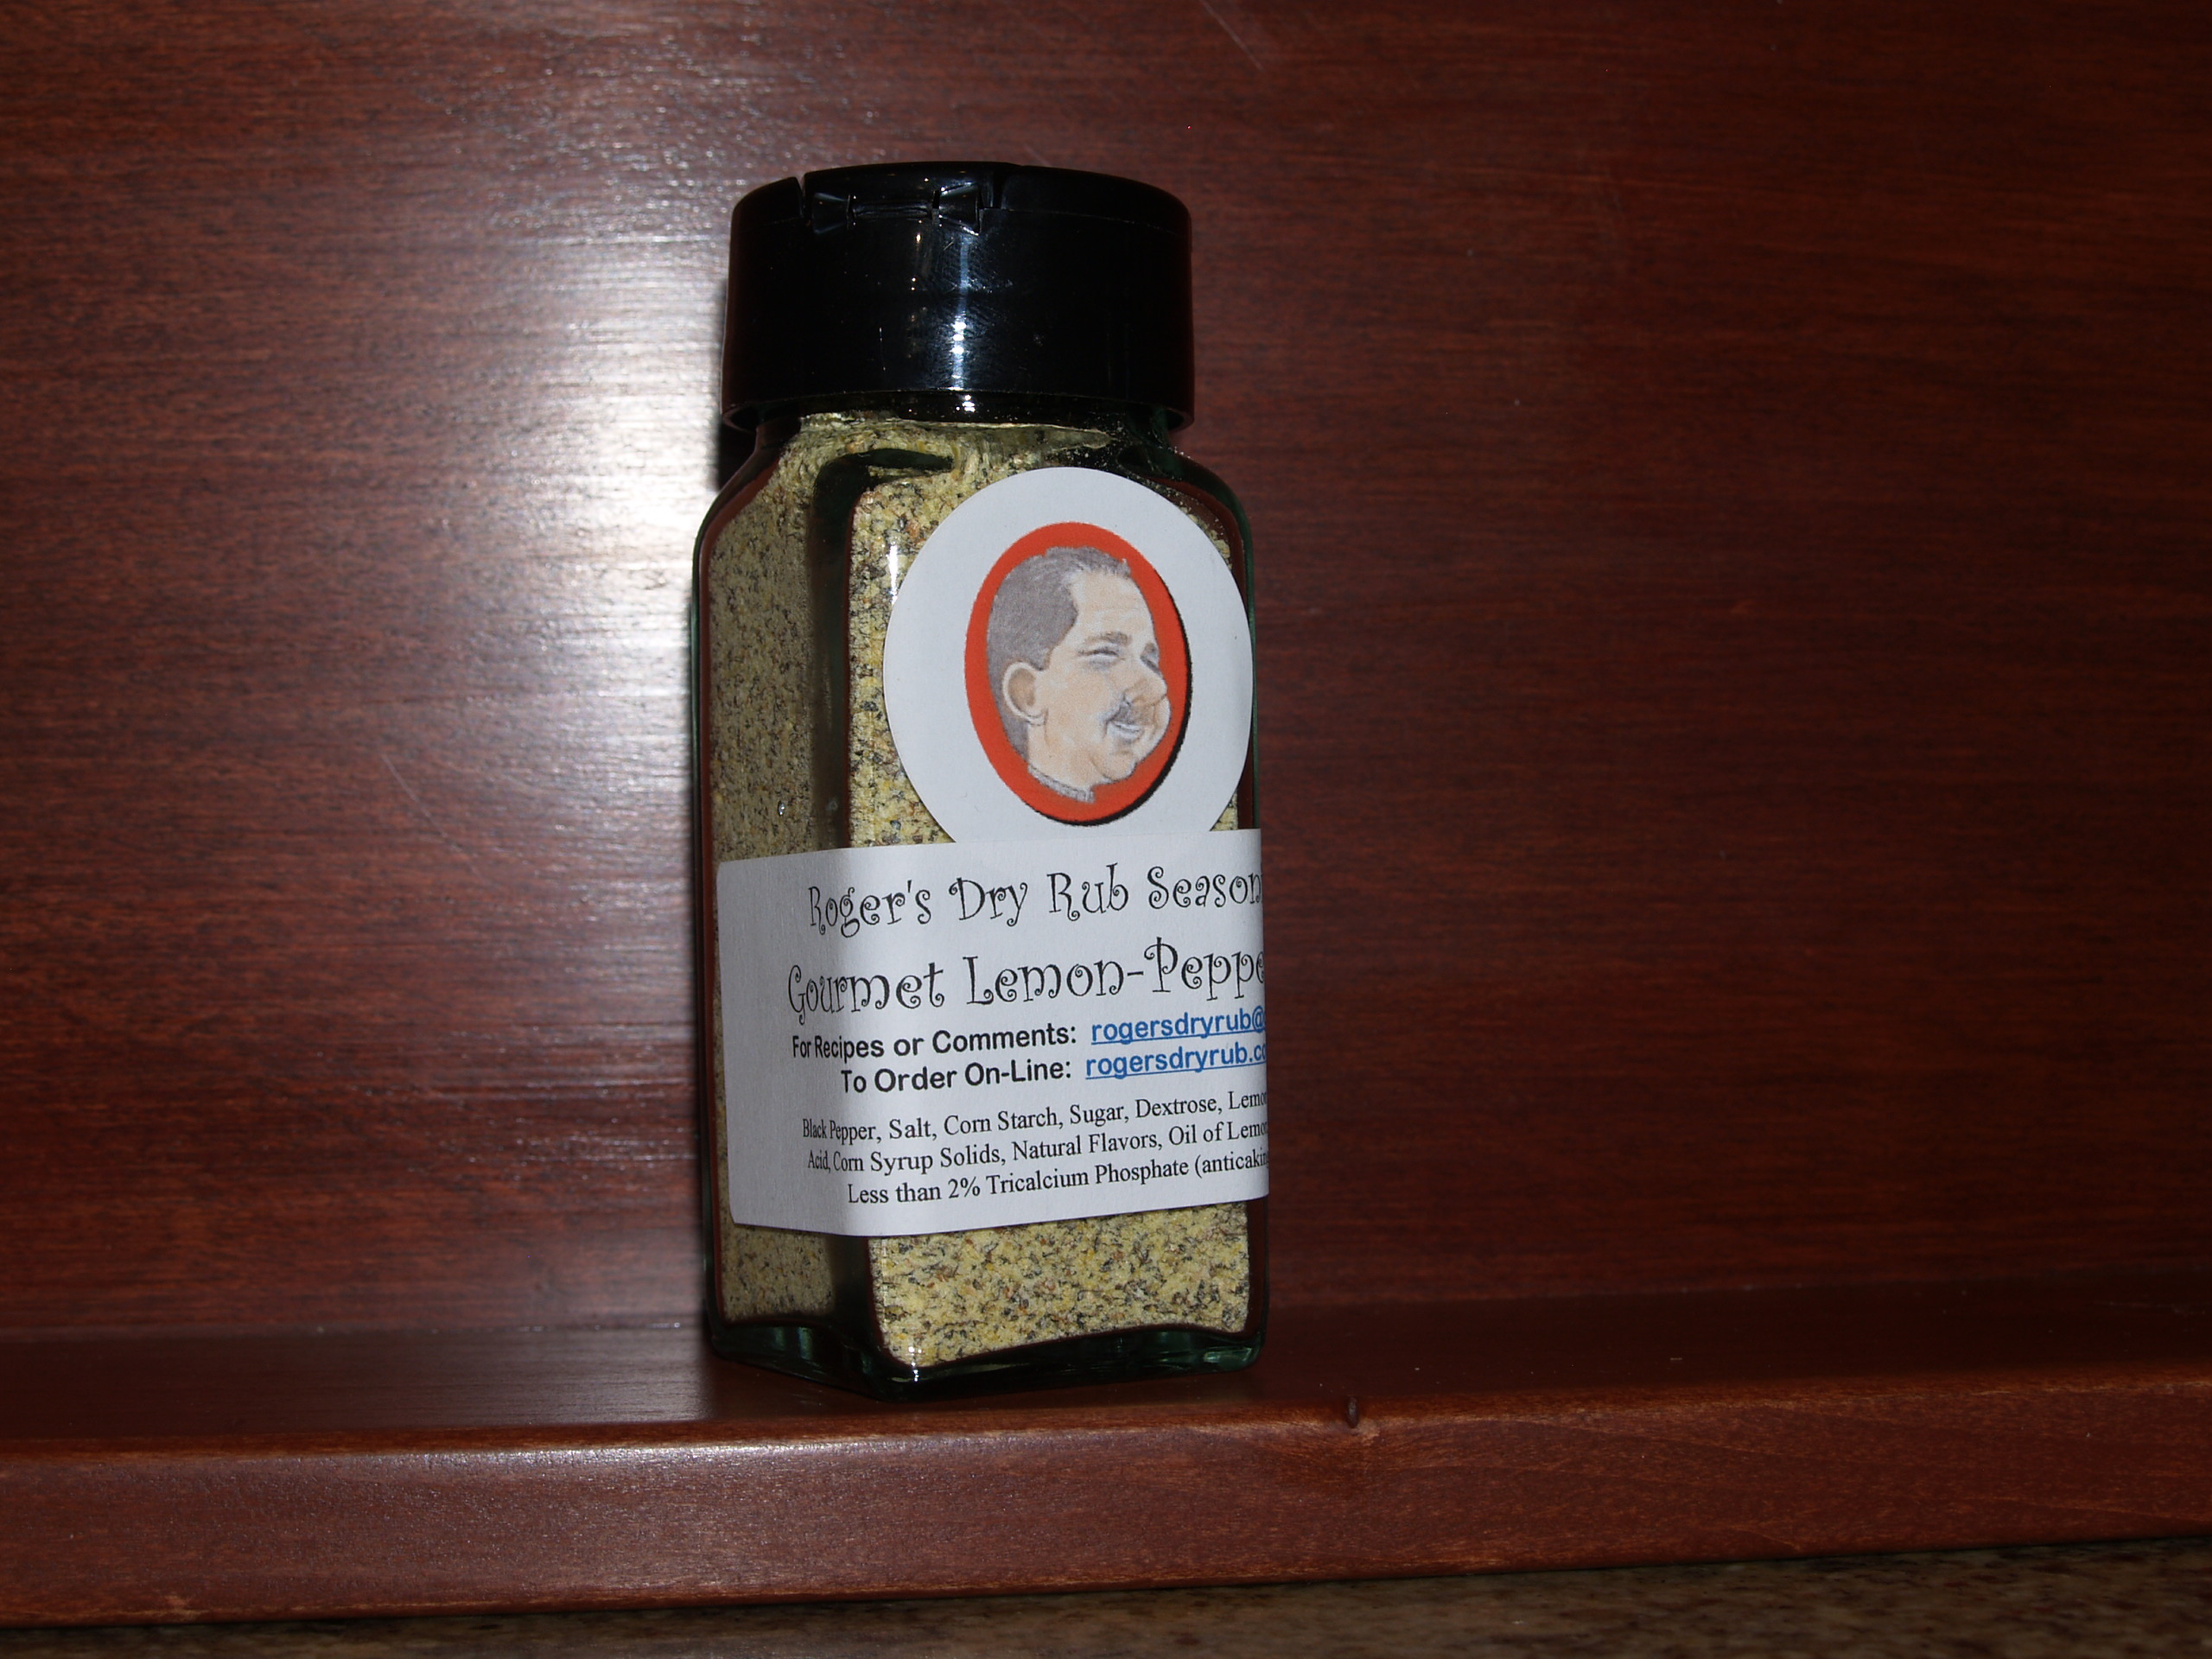 Roger's Dry Rub Season
Gourmet Lemon-Peppe
For Recipes or Comments: rogersdryrub@
To Order On-Line: rogersdryrub.co
Black Pepper, Salt, Corn Starch, Sugar, Dextrose, Lemo
Acid, Corn Syrup Solids, Natural Flavors, Oil of Lemo
Less than 2% Tricalcium Phosphate (anticakin